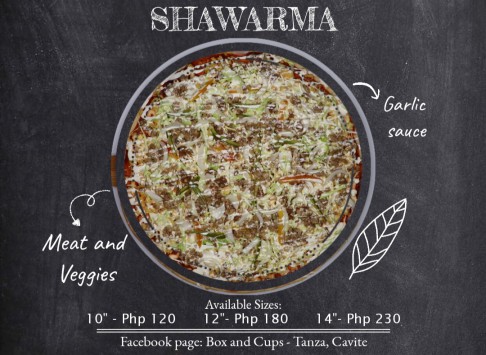 SHAWARMA
Garlic
sauce
Meat and
Veggies
Available Sizes:
10" - Php 120 12"- Php 180 14"- Php 230
Facebook page: Box and Cups - Tanza, Cavite